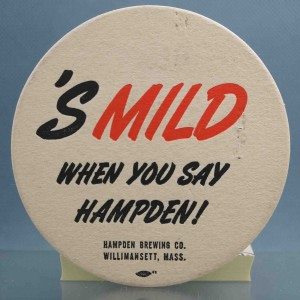 'S MILD
WHEN YOU SAY
HAMPDEN!
HAMPDEN BREWING CO.
WILLIMANSETT, MASS.